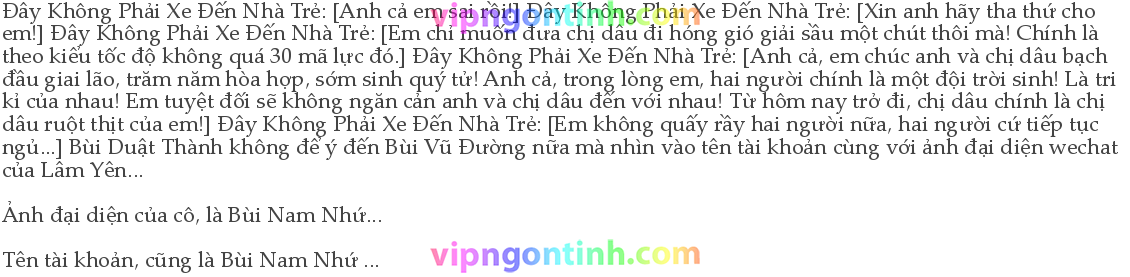 Đây Không Phải Xe Đến Nhà Trẻ: [Anh cả em sai rồi!] Đây Không Phải Xe Đến Nhà Trẻ: [Xin anh hãy tha thứ cho
em!] Đây Không Phải Xe Đến Nhà Trẻ: [Em chỉ muốn đưa chị dâu đi hóng gió giải sầu một chút thôi mà! Chính là
theo kiểu tốc độ không quá 30 mã lực đó.] Đây Không Phải Xe Đến Nhà Trẻ: [Anh cả, em chúc anh và chị dâu bạch
đầu giai lão, trăm năm hòa hợp, sớm sinh quý tử! Anh cả, trong lòng em, hai người chính là một đội trời sinh! Là tri
kỉ của nhau! Em tuyệt đối sẽ không ngăn cản anh và chị dâu đến với nhau! Từ hôm nay trở đi, chị dâu chính là chị
dâu ruột thịt của em!] Đây Không Phải Xe Đến Nhà Trẻ: [Em không quấy rầy hai người nữa, hai người cứ tiếp tục
ngủ...] Bùi Duật Thành không để ý đến Bùi Vũ Đường nữa mà nhìn vào tên tài khoản cùng với ảnh đại diện wechat
của Lâm Yên...
Ảnh đại diện của cô, là Bùi Nam Nhứ...
Tên tài khoản, cũng là Bùi Nam Nhứ ...
vipngontinh.com
vipngontinh.com